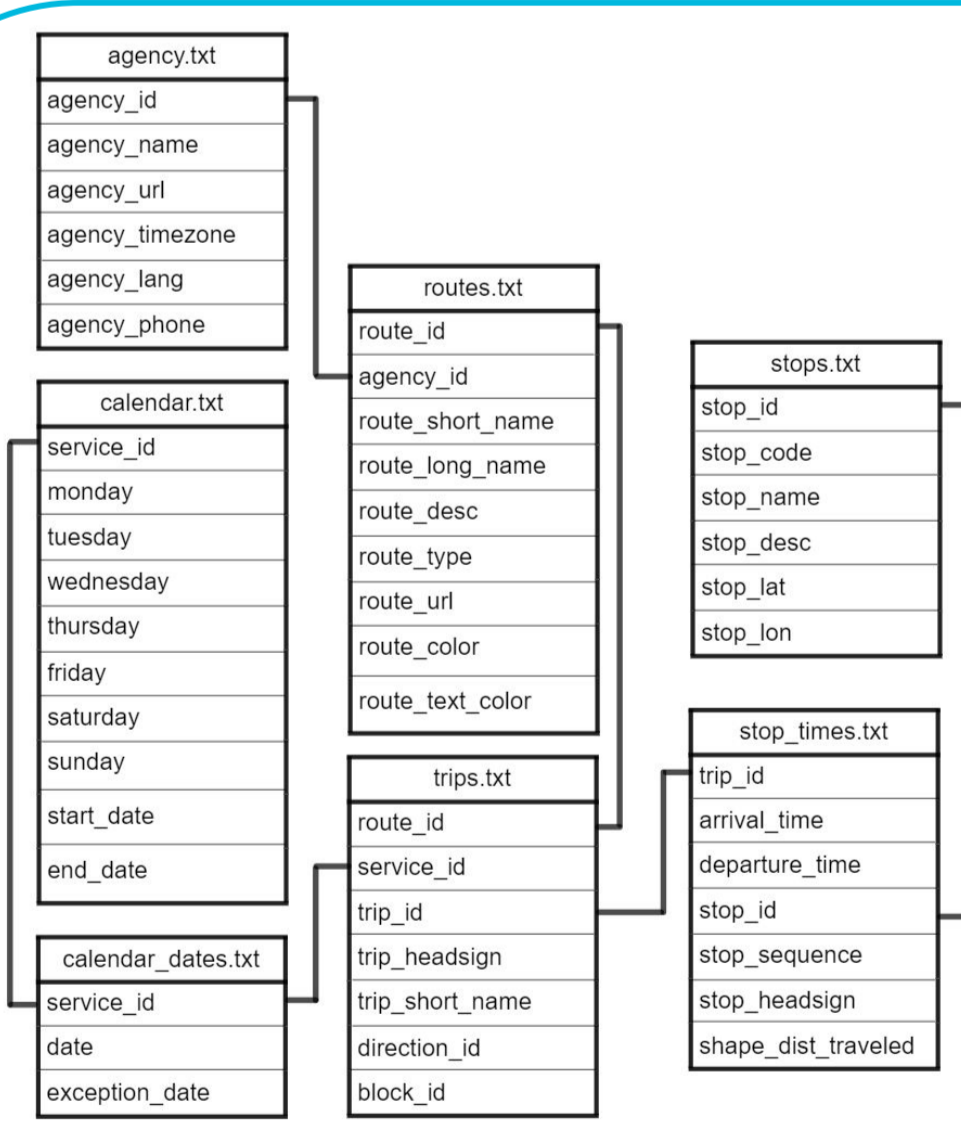 agency.txt
agency_id
agency_name
agency_url
agency_timezone
agency_lang
agency_phone
calendar.txt
service_id
monday
tuesday
wednesday
thursday
friday
saturday
sunday
start_date
end_date
calendar_dates.txt
service_id
date
exception_date
routes.txt
route_id
agency_id
route_short_name
route_long_name
route_desc
route_type
route_url
route_color
route_text_color
trips.txt
route_id
service_id
trip_id
trip_headsign
trip_short_name
direction_id
block_id
stops.txt
stop_id
stop_code
stop_name
stop_desc
stop_lat
stop_lon
stop_times.txt
trip_id
arrival_time
departure_time
stop_id
stop_sequence
stop_headsign
shape_dist_traveled